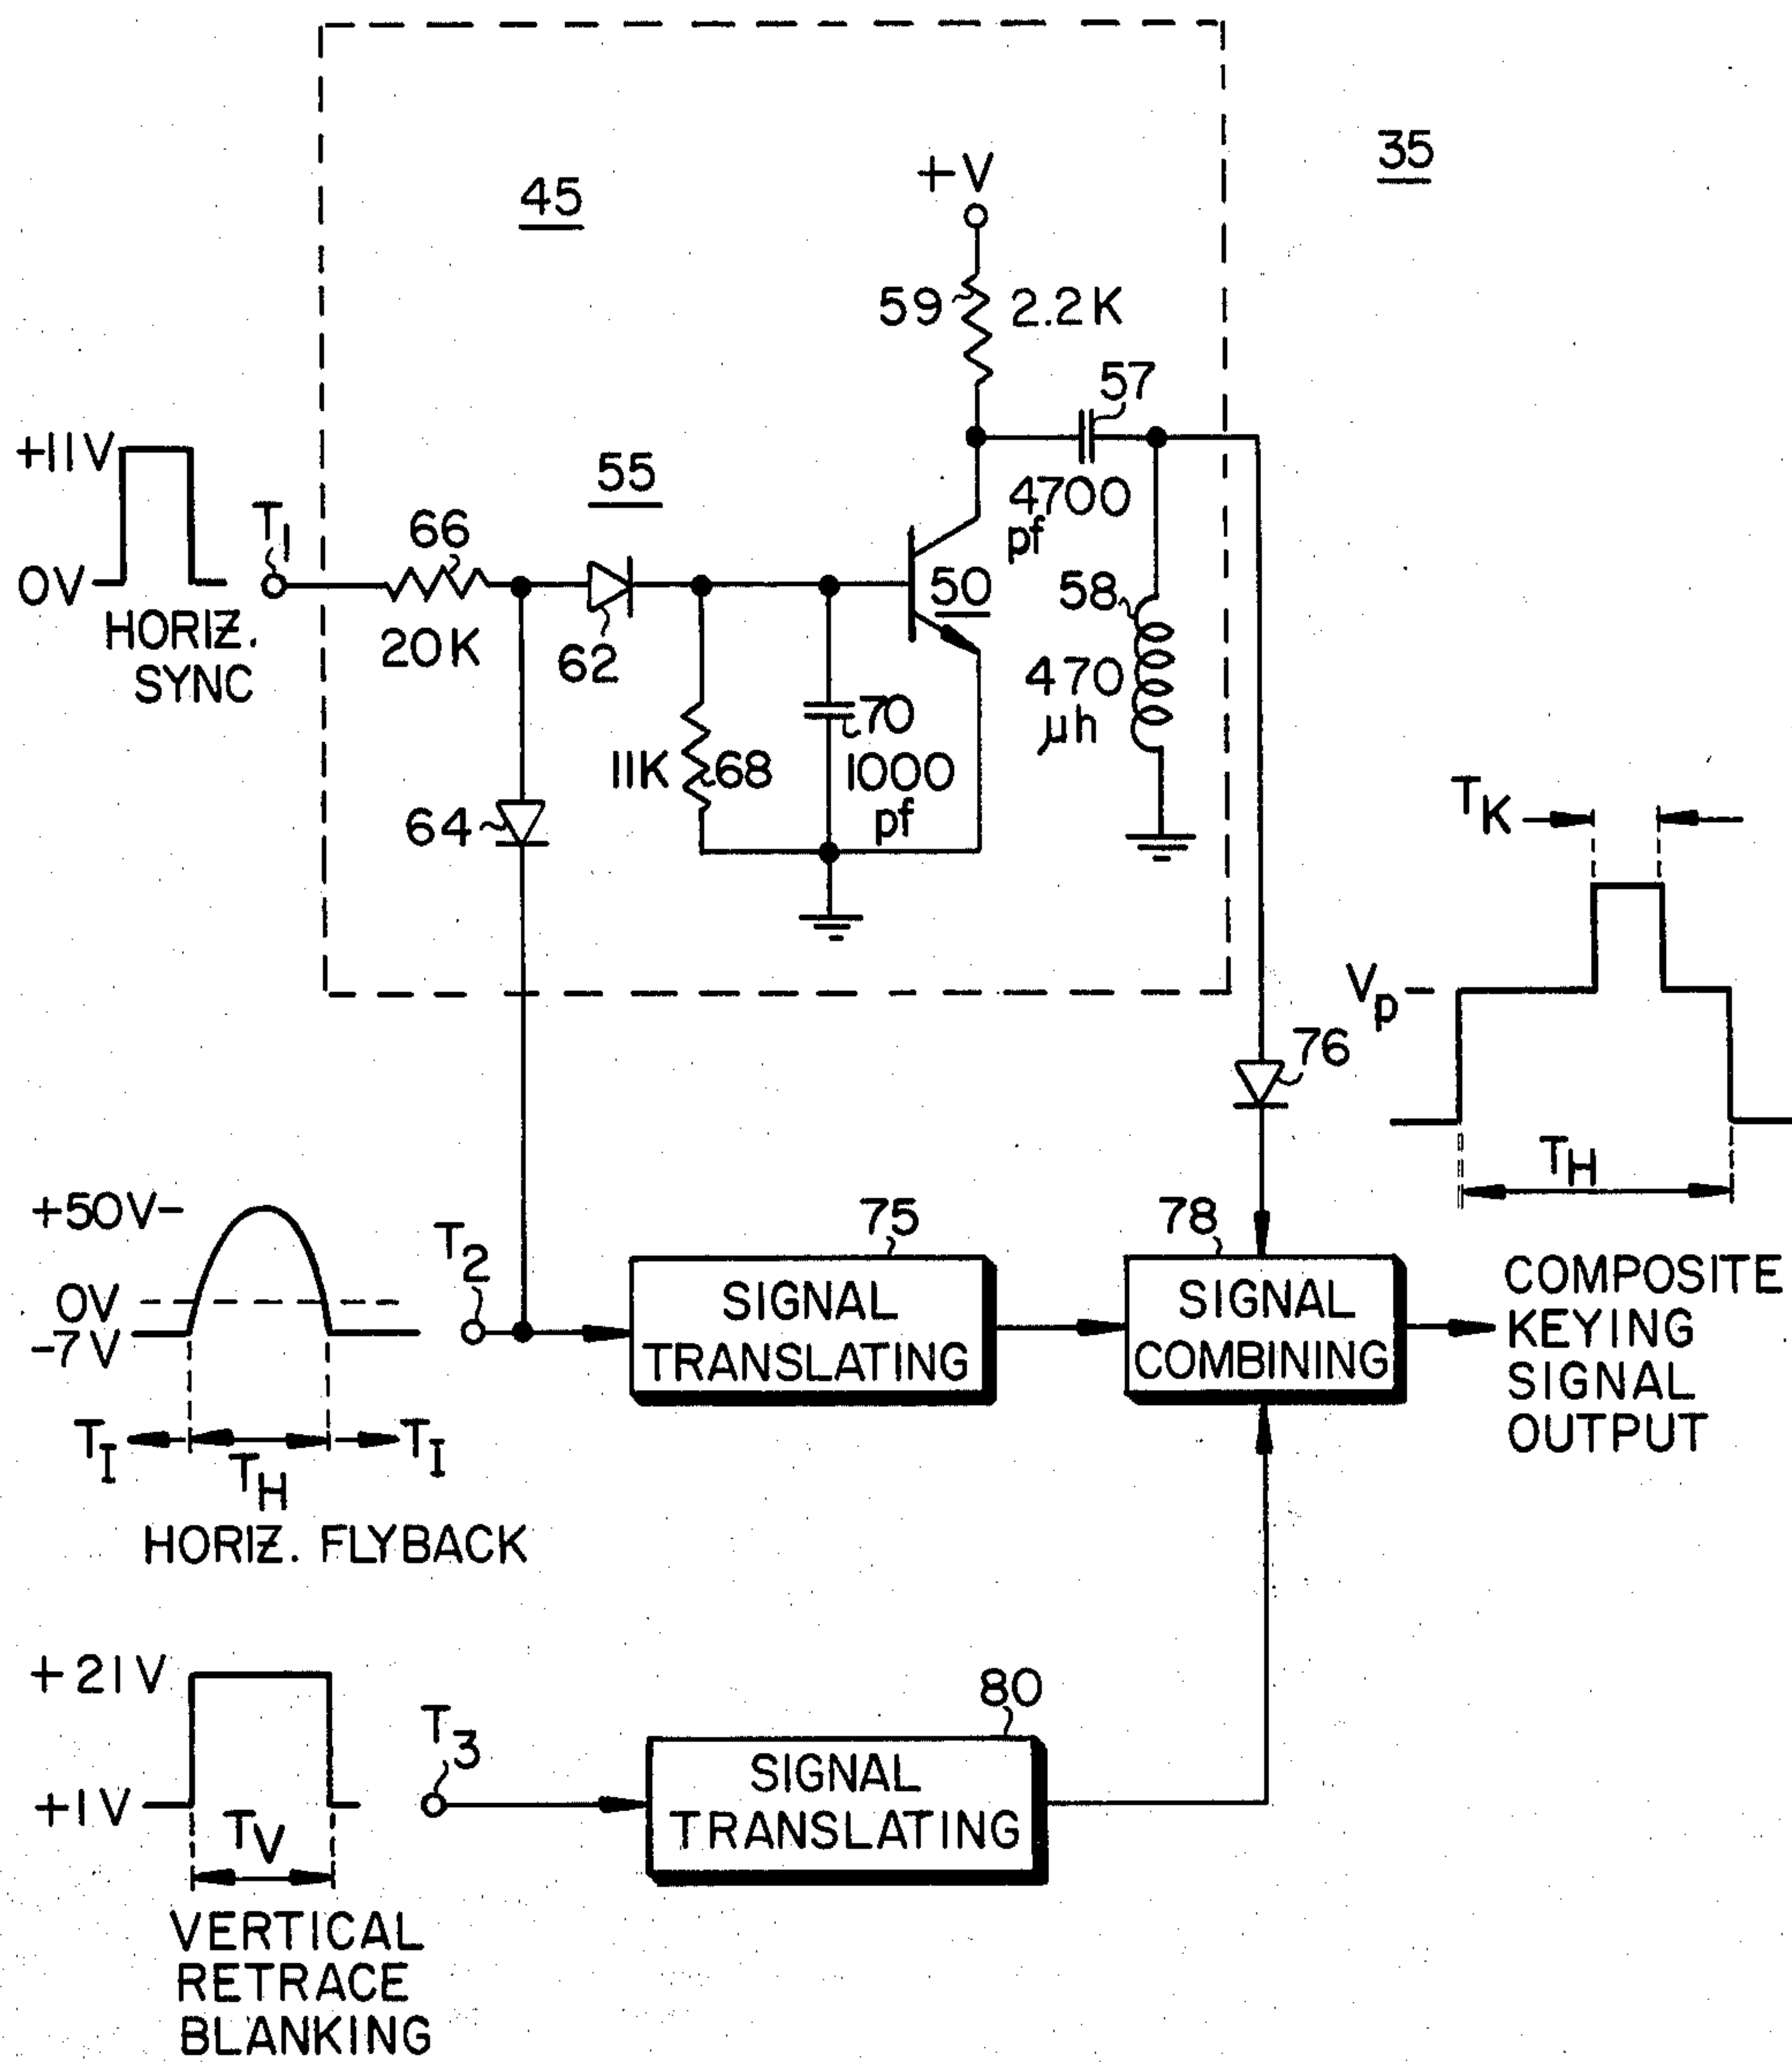 35
45
+V
59
2.2K
57
4700
pf
+11V
0V
HORIZ.
SYNC
T1
66
20K
55
62
50
58
470
μh
11K
68
70
1000
pf
64
TK
Vp
76
TH
+50V
0V
-7V
TI
TH
TI
HORIZ. FLYBACK
T2
75
SIGNAL
TRANSLATING
78
SIGNAL
COMBINING
COMPOSITE
KEYING
SIGNAL
OUTPUT
+21V
+1V
TV
VERTICAL
RETRACE
BLANKING
T3
80
SIGNAL
TRANSLATING